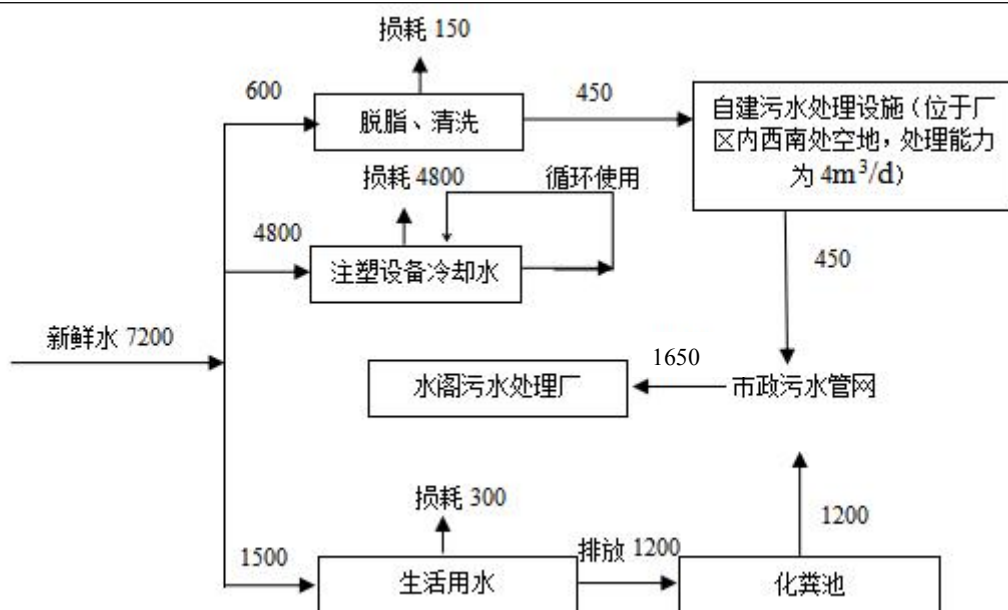 损耗 150
600
脱脂、清洗
450
自建污水处理设施（位于厂
区内西南处空地，处理能力
为 4m³/d）
损耗 4800
循环使用
4800
注塑设备冷却水
450
新鲜水 7200
水阁污水处理厂
1650
市政污水管网
损耗 300
1500
生活用水
排放 1200
化粪池
1200